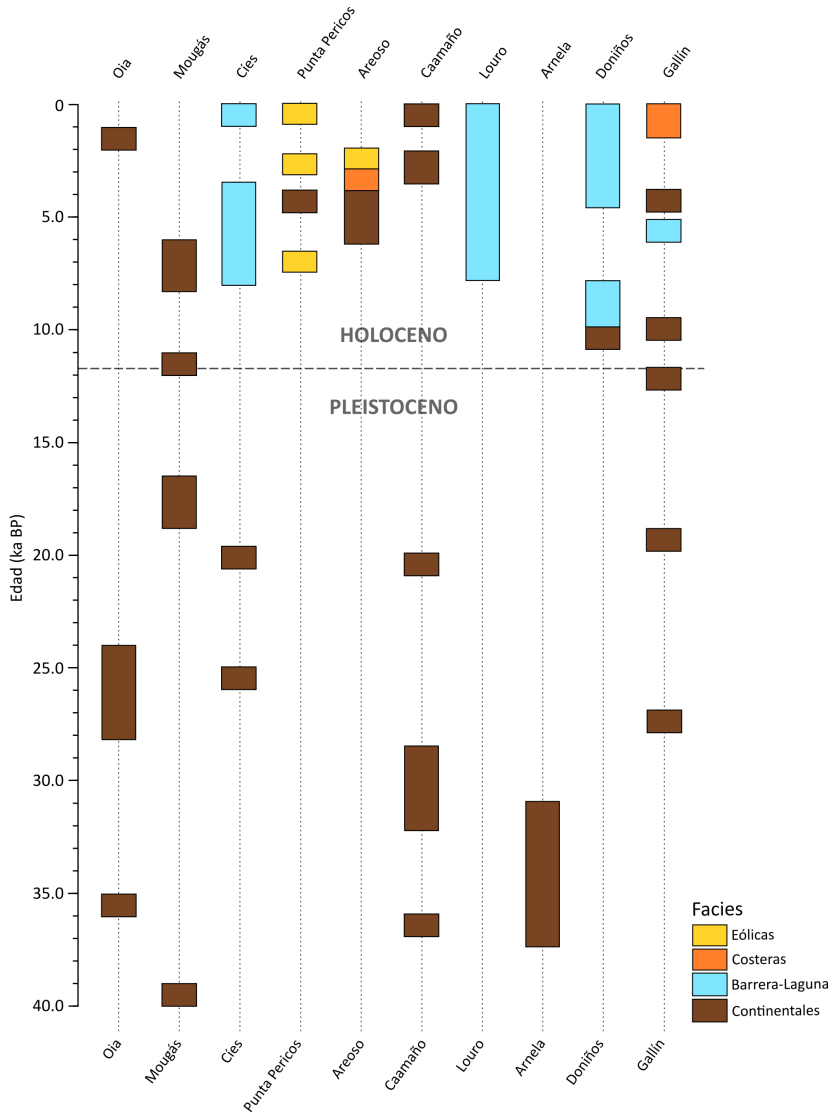 Oia
Mougás
Cíes
Punta Pericos
Areoso
Caamaño
Louro
Arnela
Doniños
Gallín
0
5.0
10.0
HOLOCENO
PLEISTOCENO
15.0
Edad (ka BP)
20.0
25.0
30.0
35.0
40.0
Facies
Eólicas
Costeras
Barrera-Laguna
Continentales
Oia
Mougás
Cíes
Punta Pericos
Areoso
Caamaño
Louro
Arnela
Doniños
Gallín